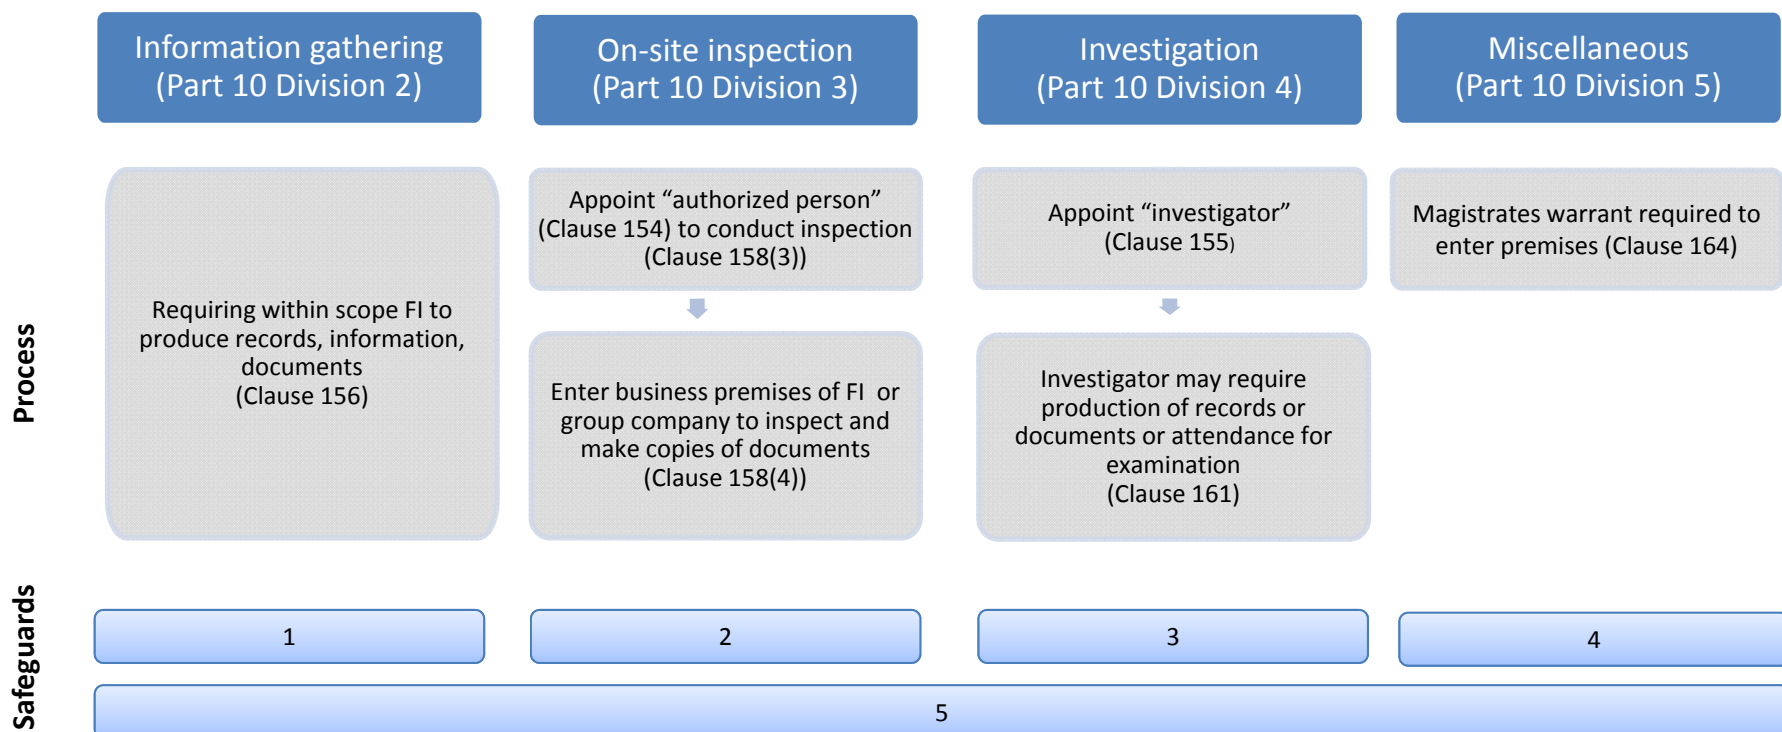 Information gathering
(Part 10 Division 2)
On-site inspection
(Part 10 Division 3)
Investigation
(Part 10 Division 4)
Miscellaneous
(Part 10 Division 5)
Process
Requiring within scope FI to
produce records, information,
documents
(Clause 156)
Appoint “authorized person”
(Clause 154) to conduct inspection
(Clause 158(3))
Enter business premises of FI or
group company to inspect and
make copies of documents
(Clause 158(4))
Appoint “investigator”
(Clause 155)
Investigator may require
production of records or
documents or attendance for
examination
(Clause 161)
Magistrates warrant required to
enter premises (Clause 164)
Safeguards
1
2
3
4
5